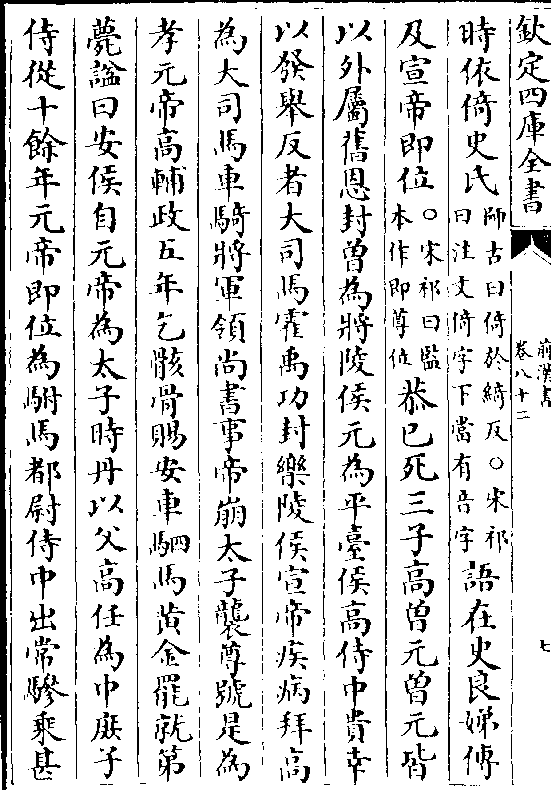 欽定四庫全書
前漢書
卷八十二
七
時依倚史氏師古曰倚於綺反○宋祁
曰注文倚字下當有音字語在史良娣傳
及宣帝即位○宋祁曰監
本作即尊位恭已死三子高曾元曾元皆
以外屬舊恩封曾為將陵侯元為平臺侯高侍中貴幸
以發舉反者大司馬霍禹功封樂陵侯宣帝疾病拜高
為大司馬車騎將軍領尚書事帝崩太子襲尊號是為
孝元帝高輔政五年乞骸骨賜安車駟馬黃金罷就第
薨諡曰安侯自元帝為太子時丹以父高任為中庶子
侍從十餘年元帝即位為駙馬都尉侍中出常驂乘甚